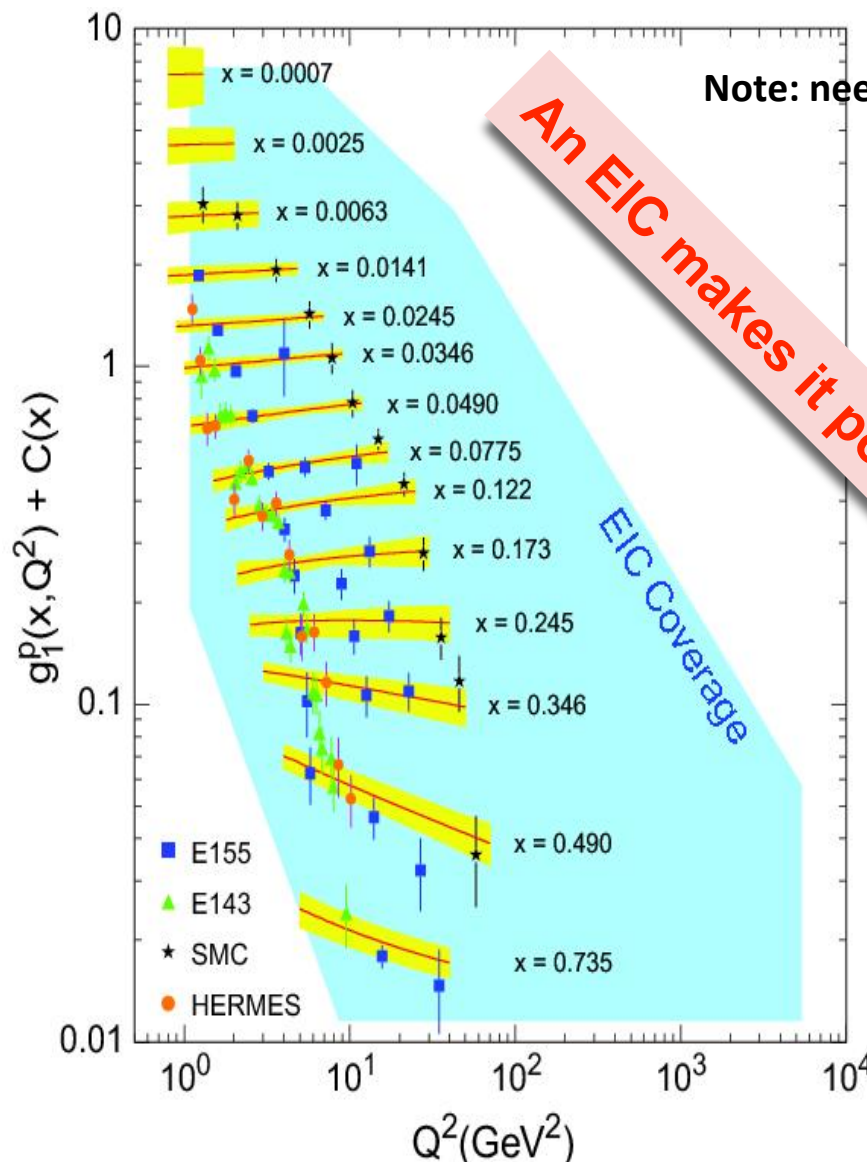 10
1
0.1
0.01
g₁ᵖ(x,Q²) + C(x)
x = 0.0007
x = 0.0025
x = 0.0063
x = 0.0141
x = 0.0245
x = 0.0346
x = 0.0490
x = 0.0775
x = 0.122
x = 0.173
x = 0.245
x = 0.346
x = 0.490
x = 0.735
Note:
An EIC makes it
EIC Coverage
E155
E143
SMC
HERMES
10⁰
10¹
10²
10³
10⁴
Q²(GeV²)